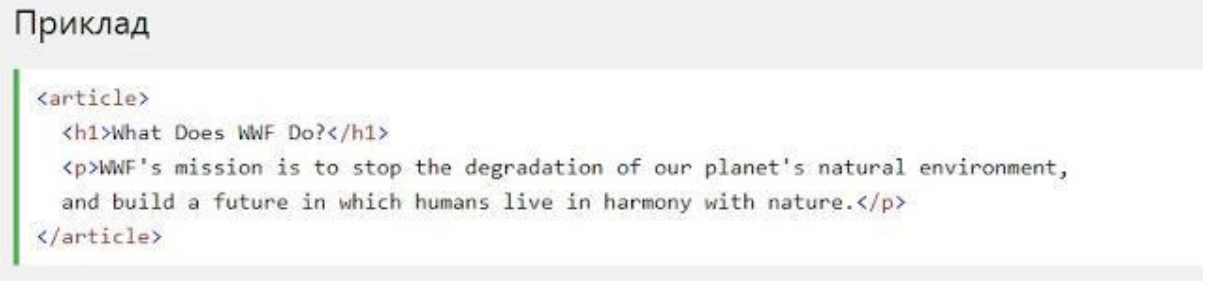 Приклад
<article>
<h1>What Does WWF Do?</h1>
<p>WWF's mission is to stop the degradation of our planet's natural environment,
and build a future in which humans live in harmony with nature.</p>
</article>